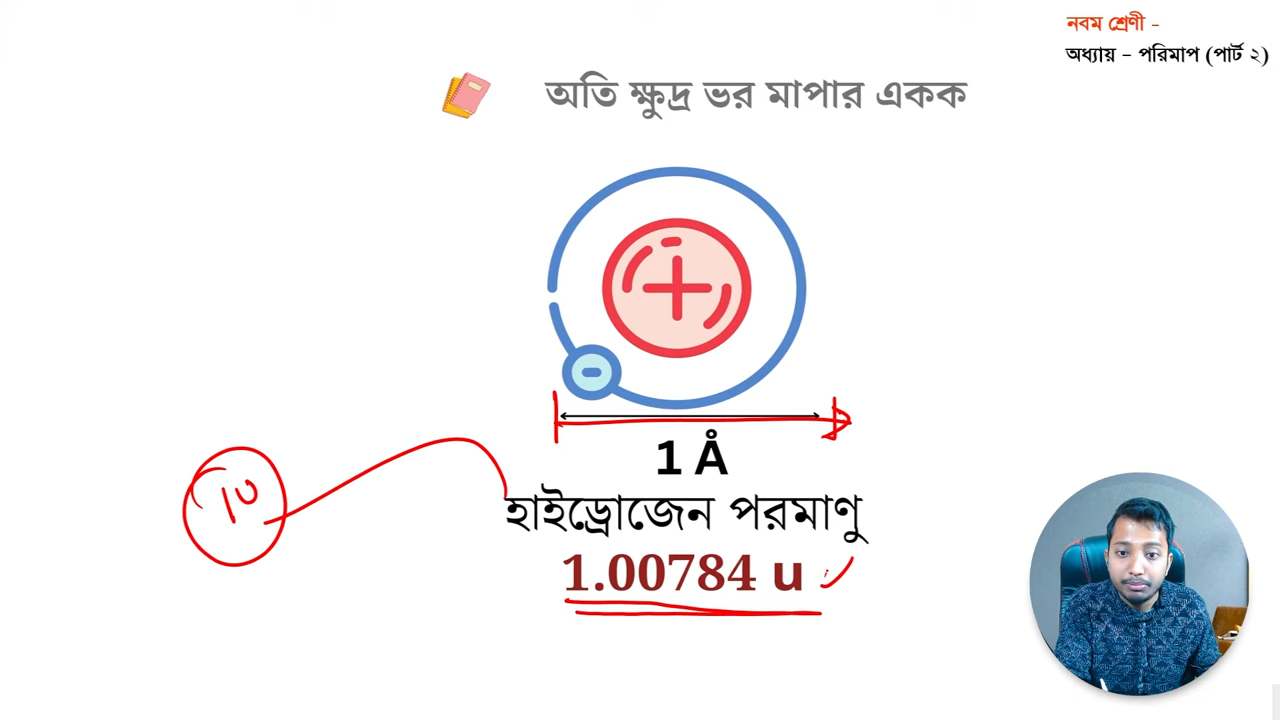 নবম শ্রেণী -
অধ্যায় - পরিমাপ (পার্ট ২)
অতি ক্ষুদ্র ভর মাপার একক
1 Å
হাইড্রোজেন পরমাণু
1.00784 u